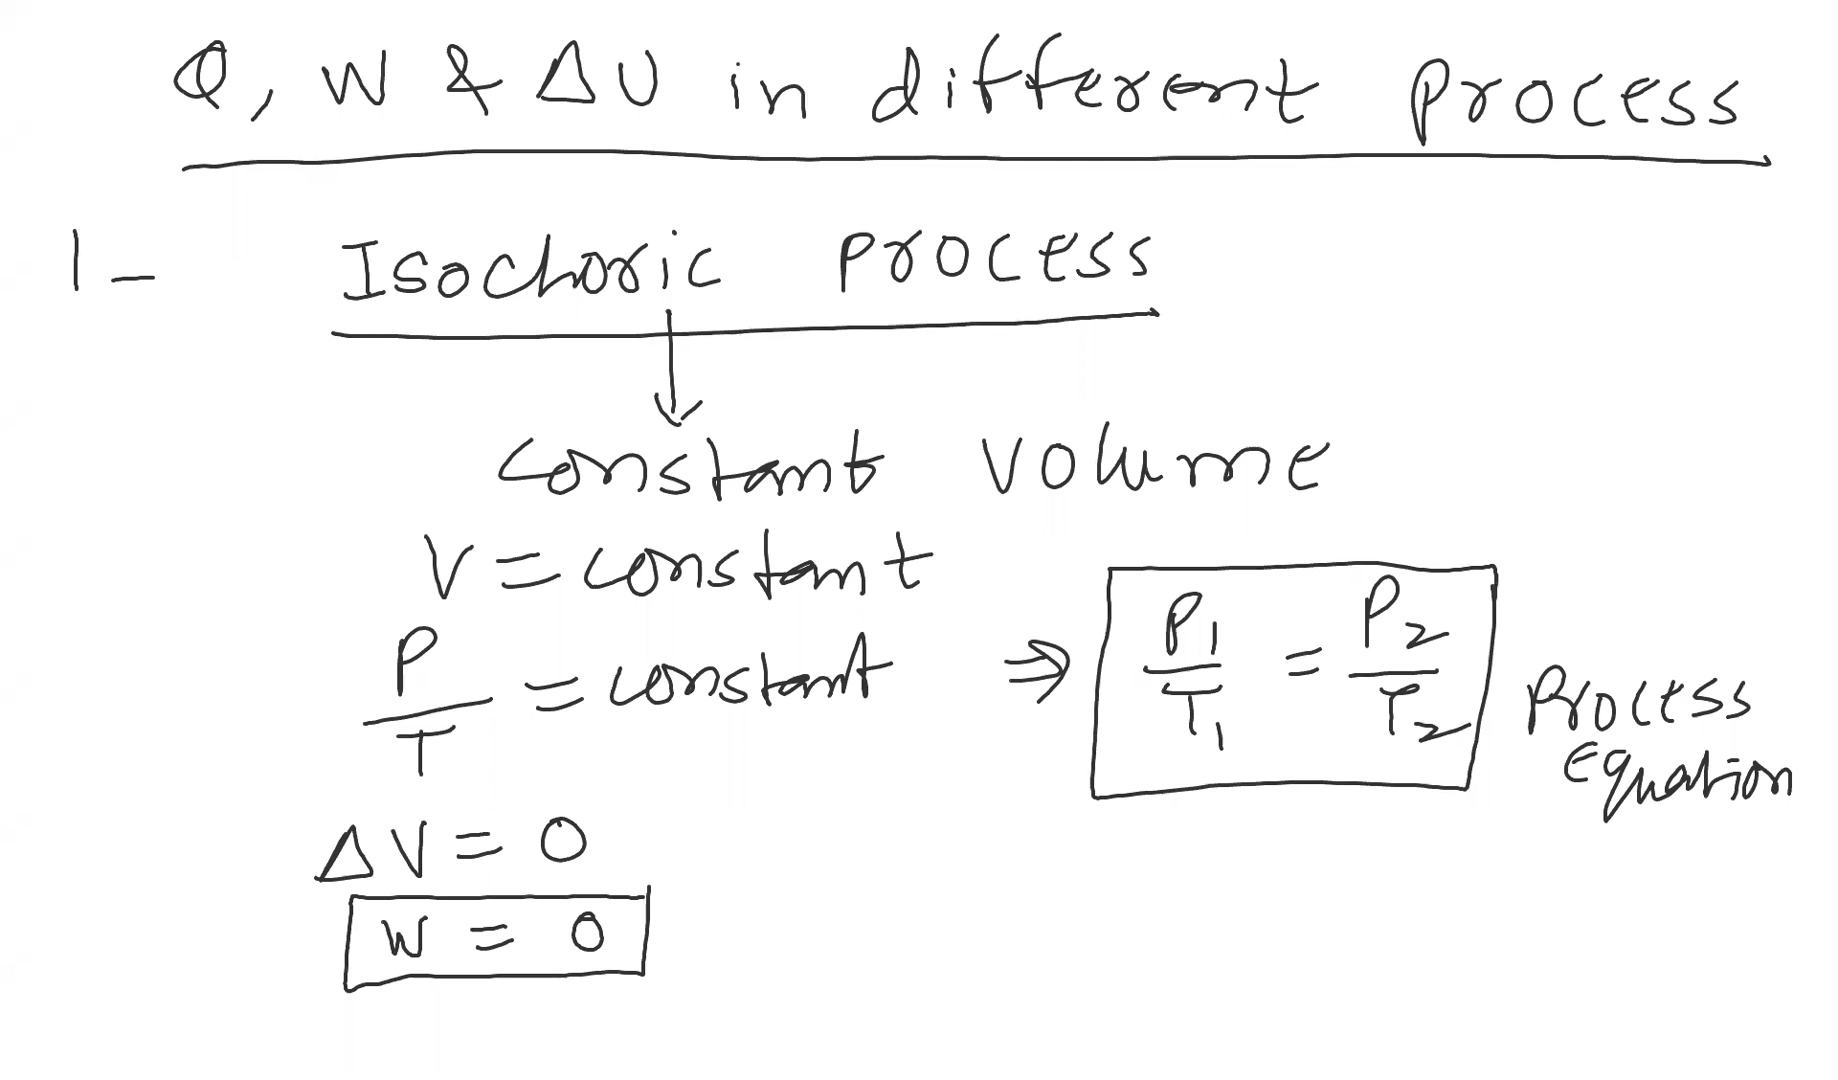 Q, W & ΔU in different process
1- Isochoric process
constant volume
V = constant
P/T = constant ⇒ P₁/T₁ = P₂/T₂ Process Equation
ΔV = 0
W = 0